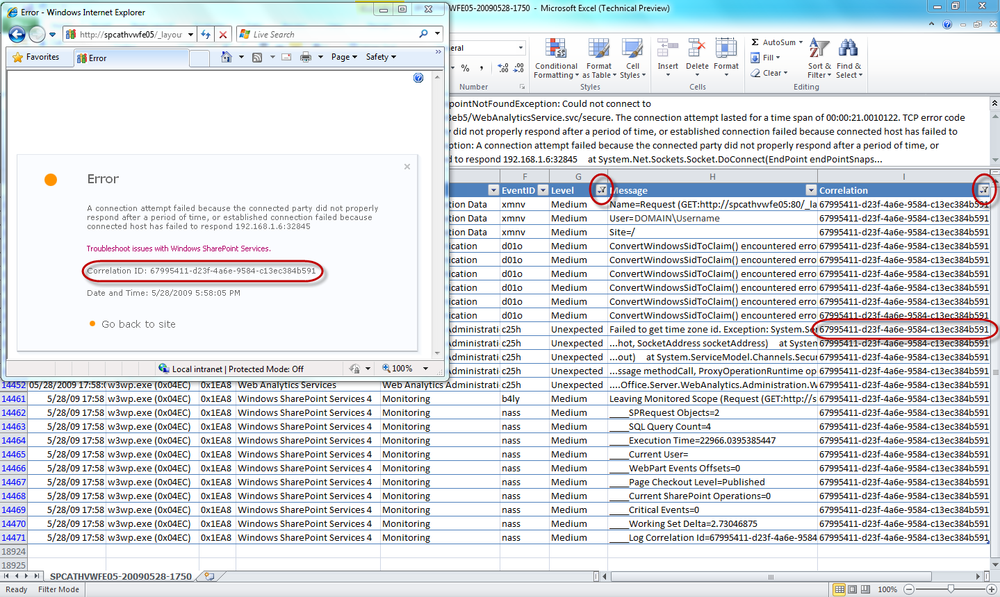 Error - Windows Internet Explorer
http://spcathvwfe05/_layou
Live Search
Favorites
Error
Page
Safety
»
Error
×
A connection attempt failed because the connected party did not properly
respond after a period of time, or established connection failed because
connected host has failed to respond 192.168.1.6:32845
Troubleshoot issues with Windows SharePoint Services.
Correlation ID: 67995411-d23f-4a6e-9584-c13ec384b591
Date and Time: 5/28/2009 5:58:05 PM
Go back to site
Local intranet | Protected Mode: Off
100%
WFE05-20090528-1750 - Microsoft Excel (Technical Preview)
eral
% , .00 .0
Number
Conditional Formatting
Format as Table
Cell Styles
Styles
Insert
Delete
Format
Cells
Σ AutoSum
Fill
Clear
Sort & Filter
Find & Select
Editing
pointNotFoundException: Could not connect to
Beb5/WebAnalyticsService.svc/secure. The connection attempt lasted for a time span of 00:00:21.0010122. TCP error code
y did not properly respond after a period of time, or established connection failed because connected host has failed to
ption: A connection attempt failed because the connected party did not properly respond after a period of time, or
d to respond 192.168.1.6:32845 at System.Net.Sockets.Socket.DoConnect(EndPoint endPointSnaps...
F G H I
EventID Level Message Correlation
tion Data xmnv Medium Name=Request (GET:http://spcathvwfe05:80/_la 67995411-d23f-4a6e-9584-c13ec384b591
tion Data xmnv Medium User=DOMAIN\Username 67995411-d23f-4a6e-9584-c13ec384b591
tion Data xmnv Medium Site=/ 67995411-d23f-4a6e-9584-c13ec384b591
ication d01o Medium ConvertWindowsSidToClaim() encountered erro 67995411-d23f-4a6e-9584-c13ec384b591
ication d01o Medium ConvertWindowsSidToClaim() encountered erro 67995411-d23f-4a6e-9584-c13ec384b591
ication d01o Medium ConvertWindowsSidToClaim() encountered erro 67995411-d23f-4a6e-9584-c13ec384b591
ication d01o Medium ConvertWindowsSidToClaim() encountered erro 67995411-d23f-4a6e-9584-c13ec384b591
ication d01o Medium ConvertWindowsSidToClaim() encountered erro 67995411-d23f-4a6e-9584-c13ec384b591
ication d01o Medium ConvertWindowsSidToClaim() encountered erro 67995411-d23f-4a6e-9584-c13ec384b591
Administrati c25h Unexpected Failed to get time zone id. Exception: System.Se 67995411-d23f-4a6e-9584-c13ec384b591
Administrati c25h Unexpected ...hot, SocketAddress socketAddress) at System 67995411-d23f-4a6e-9584-c13ec384b591
Administrati c25h Unexpected ...out) at System.ServiceModel.Channels.Secur 67995411-d23f-4a6e-9584-c13ec384b591
Administrati c25h Unexpected ...ssage methodCall, ProxyOperationRuntime op 67995411-d23f-4a6e-9584-c13ec384b591
14452 05/28/2009 17:58:0 w3wp.exe (0x04EC) 0x1EA8 Web Analytics Services Web Analytics Administrati c25h Unexpected ....Office.Server.WebAnalytics.Administration.W 67995411-d23f-4a6e-9584-c13ec384b591
14461 5/28/09 17:58 w3wp.exe (0x04EC) 0x1EA8 Windows SharePoint Services 4 Monitoring b4ly Medium Leaving Monitored Scope (Request (GET:http://s 67995411-d23f-4a6e-9584-c13ec384b591
14462 5/28/09 17:58 w3wp.exe (0x04EC) 0x1EA8 Windows SharePoint Services 4 Monitoring nass Medium ____SPRequest Objects=2 67995411-d23f-4a6e-9584-c13ec384b591
14463 5/28/09 17:58 w3wp.exe (0x04EC) 0x1EA8 Windows SharePoint Services 4 Monitoring nass Medium ____SQL Query Count=4 67995411-d23f-4a6e-9584-c13ec384b591
14464 5/28/09 17:58 w3wp.exe (0x04EC) 0x1EA8 Windows SharePoint Services 4 Monitoring nass Medium ____Execution Time=22966.0395385447 67995411-d23f-4a6e-9584-c13ec384b591
14465 5/28/09 17:58 w3wp.exe (0x04EC) 0x1EA8 Windows SharePoint Services 4 Monitoring nass Medium ____Current User= 67995411-d23f-4a6e-9584-c13ec384b591
14466 5/28/09 17:58 w3wp.exe (0x04EC) 0x1EA8 Windows SharePoint Services 4 Monitoring nass Medium ____WebPart Events Offsets=0 67995411-d23f-4a6e-9584-c13ec384b591
14467 5/28/09 17:58 w3wp.exe (0x04EC) 0x1EA8 Windows SharePoint Services 4 Monitoring nass Medium ____Page Checkout Level=Published 67995411-d23f-4a6e-9584-c13ec384b591
14468 5/28/09 17:58 w3wp.exe (0x04EC) 0x1EA8 Windows SharePoint Services 4 Monitoring nass Medium ____Current SharePoint Operations=0 67995411-d23f-4a6e-9584-c13ec384b591
14469 5/28/09 17:58 w3wp.exe (0x04EC) 0x1EA8 Windows SharePoint Services 4 Monitoring nass Medium ____Critical Events=0 67995411-d23f-4a6e-9584-c13ec384b591
14470 5/28/09 17:58 w3wp.exe (0x04EC) 0x1EA8 Windows SharePoint Services 4 Monitoring nass Medium ____Working Set Delta=2.73046875 67995411-d23f-4a6e-9584-c13ec384b591
14471 5/28/09 17:58 w3wp.exe (0x04EC) 0x1EA8 Windows SharePoint Services 4 Monitoring nass Medium ____Log Correlation Id=67995411-d23f-4a6e-9584 67995411-d23f-4a6e-9584-c13ec384b591
18924
18925
SPCATHVWFE05-20090528-1750
Ready Filter Mode 100%